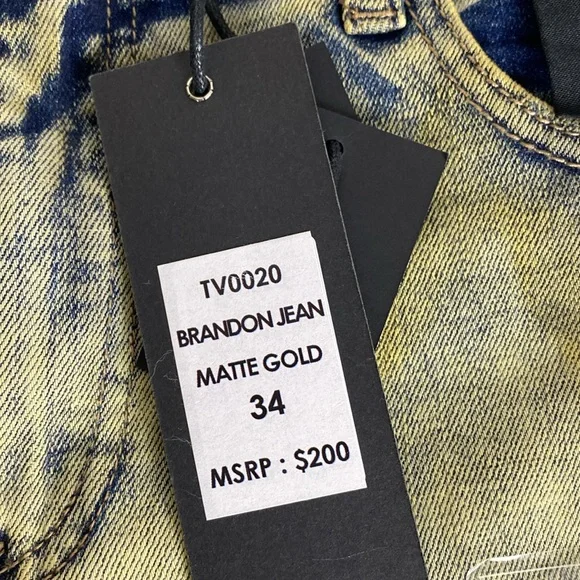 TV0020
BRANDON JEAN
MATTE GOLD
34
MSRP : $200